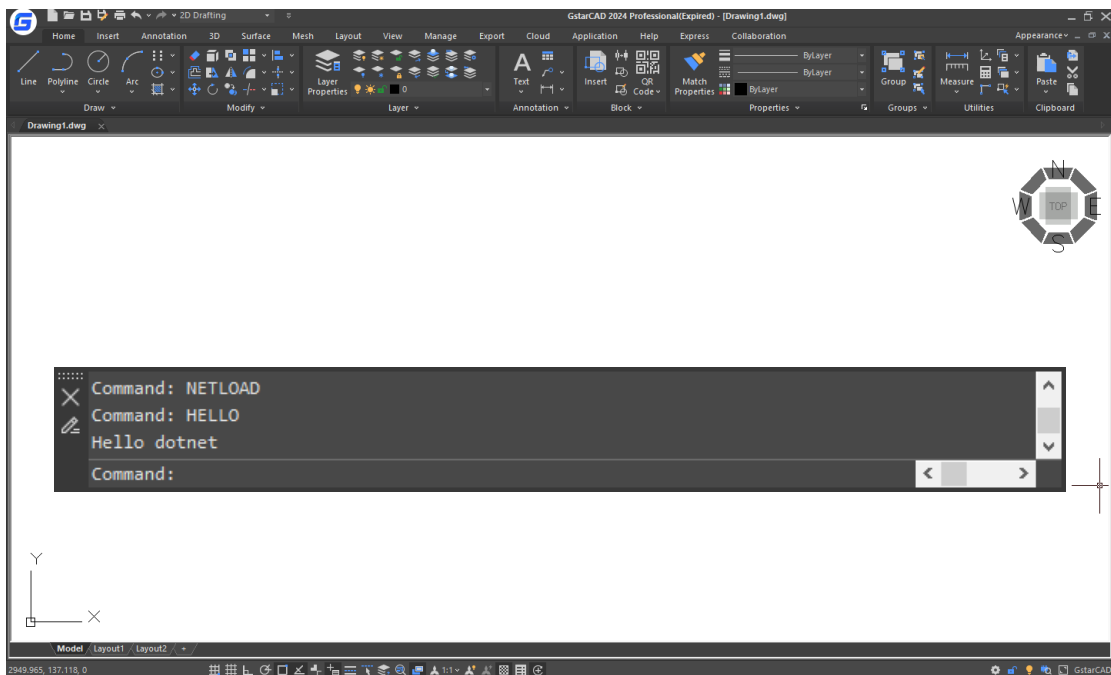 2D Drafting
GstarCAD 2024 Professional(Expired) - [Drawing1.dwg]
Home Insert Annotation 3D Surface Mesh Layout View Manage Export Cloud Application Help Express Collaboration Appearance
ByLayer
Line Polyline Circle Arc
Layer Properties
0
Text
Insert
QR Code
Match Properties
ByLayer
ByLayer
Group
Measure
Paste
Draw Modify Layer Annotation Block Properties Groups Utilities Clipboard
Drawing1.dwg
N
W TOP E
S
Command: NETLOAD
Command: HELLO
Hello dotnet
Command:
Y
X
Model Layout1 Layout2 +
2949.965, 137.118, 0 1:1 GstarCAD